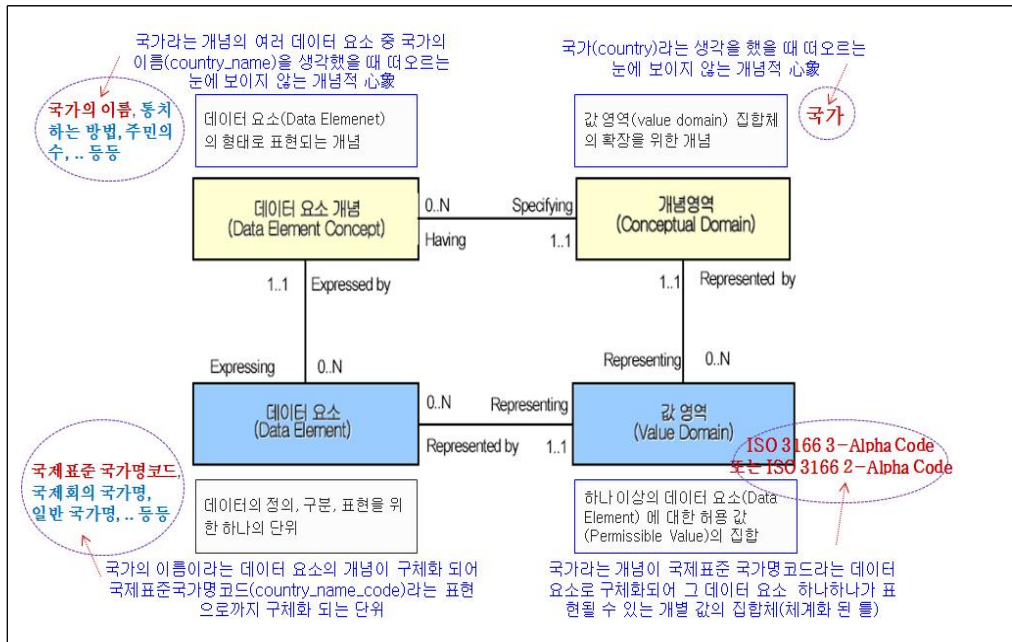 국가라는 개념의 여러 데이터 요소 중 국가의
이름(country_name)을 생각했을 때 떠오르는
눈에 보이지 않는 개념적 心象
국가(country)라는 생각을 했을 때 떠오르는
눈에 보이지 않는 개념적 心象
국가의 이름, 통치
하는 방법, 주민의
수, .. 등등
데이터 요소(Data Elemenet)
의 형태로 표현되는 개념
값 영역(value domain) 집합체
의 확장을 위한 개념
국가
데이터 요소 개념
(Data Element Concept)
0..N
Specifying
Having
1..1
개념영역
(Conceptual Domain)
1..1
Expressed by
1..1
Represented by
Expressing
0..N
Representing
0..N
데이터 요소
(Data Element)
0..N
Representing
Represented by
1..1
값 영역
(Value Domain)
ISO 3166 3-Alpha Code
또는 ISO 3166 2-Alpha Code
국제표준 국가명코드,
국제회의 국가명,
일반 국가명, .. 등등
데이터의 정의, 구분, 표현을 위
한 하나의 단위
하나 이상의 데이터 요소(Data
Element) 에 대한 허용 값
(Permissible Value)의 집합
국가의 이름이라는 데이터 요소의 개념이 구체화 되어
국제표준국가명코드(country_name_code)라는 표현
으로까지 구체화 되는 단위
국가라는 개념이 국제표준 국가명코드라는 데이터
요소로 구체화되어 그 데이터 요소 하나하나가 표
현될 수 있는 개별 값의 집합체(체계화 된 틀)